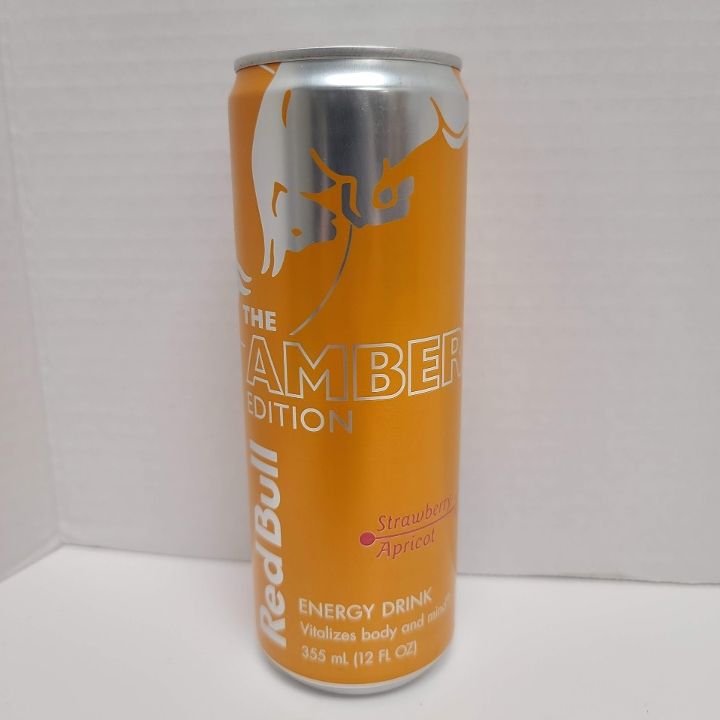 THE
AMBER
EDITION
Red Bull
Strawberry
Apricot
ENERGY DRINK
Vitalizes body and mind
355 mL (12 FL OZ)